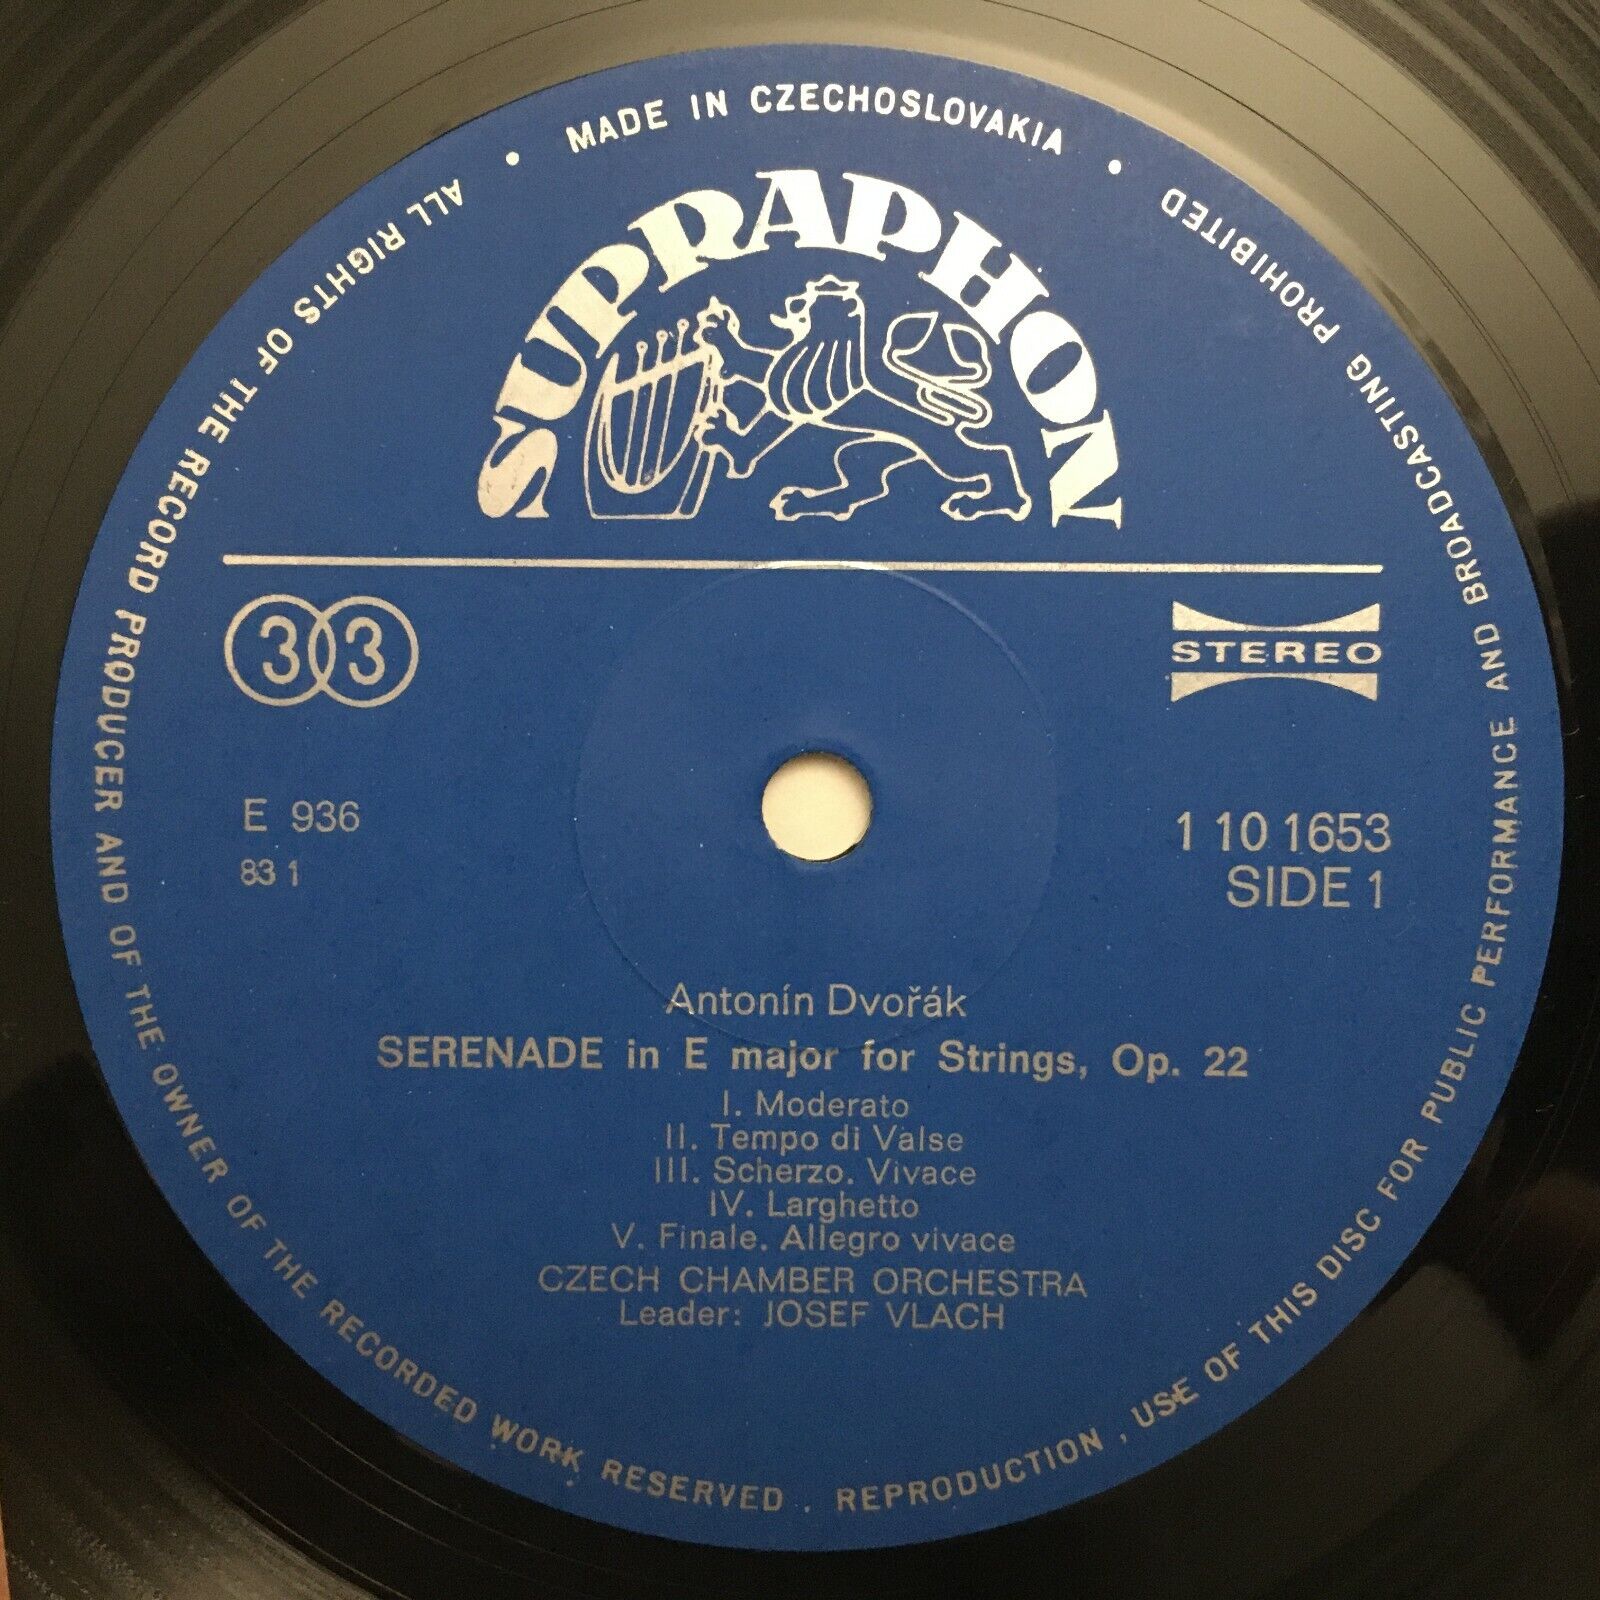 MADE IN CZECHOSLOVAKIA •
ALL RIGHTS OF THE RECORD PRODUCER AND OF THE OWNER OF THE RECORDED WORK RESERVED . REPRODUCTION , USE OF THIS DISC FOR PUBLIC PERFORMANCE AND BROADCASTING PROHIBITED •
SUPRAPHON
33
STEREO
E 936
83 1
1 10 1653
SIDE 1
Antonín Dvořák
SERENADE in E major for Strings, Op. 22
I. Moderato
II. Tempo di Valse
III. Scherzo. Vivace
IV. Larghetto
V. Finale. Allegro vivace
CZECH CHAMBER ORCHESTRA
Leader: JOSEF VLACH